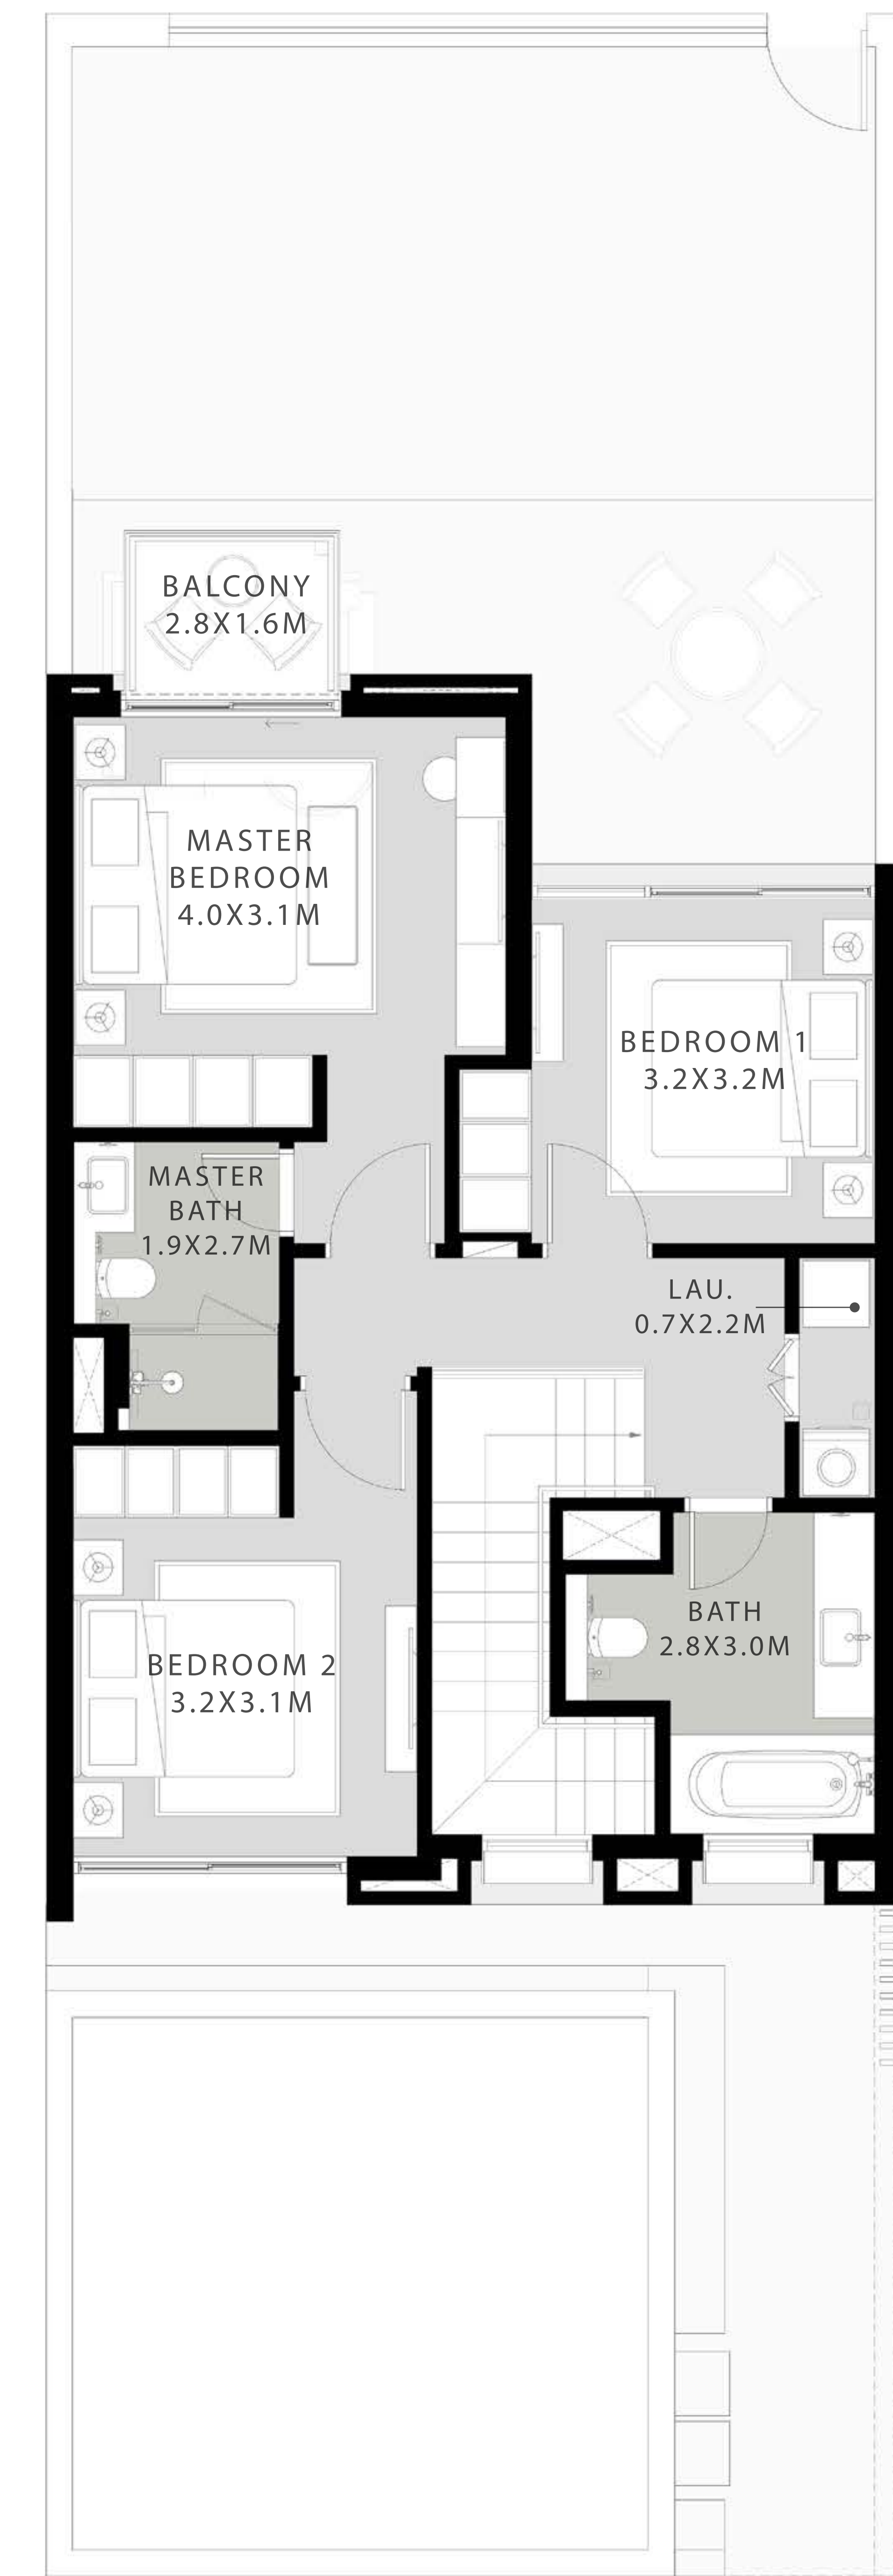 BALCONY
2.8X1.6M
MASTER
BEDROOM
4.0X3.1M
BEDROOM 1
3.2X3.2M
MASTER
BATH
1.9X2.7M
LAU.
0.7X2.2M
BATH
2.8X3.0M
BEDROOM 2
3.2X3.1M